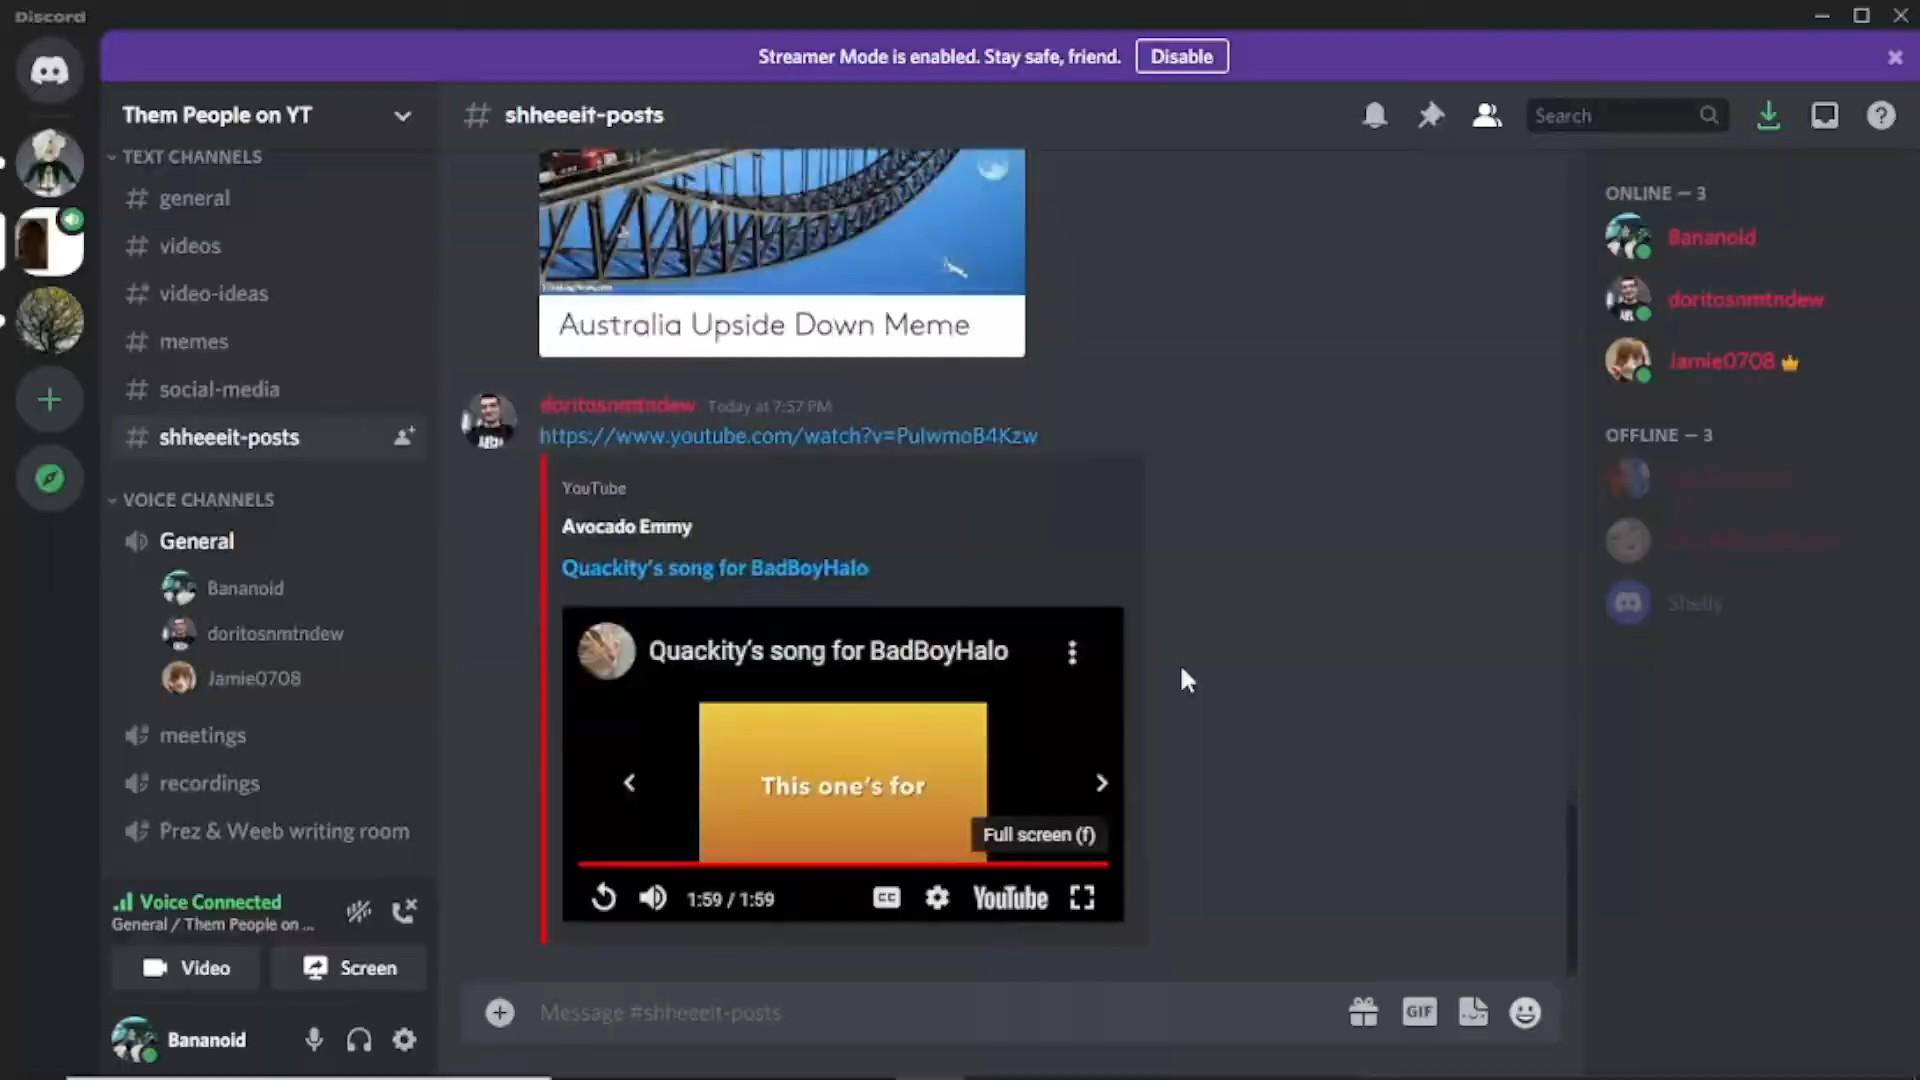 Discord
Streamer Mode is enabled. Stay safe, friend.
Disable
Them People on YT
shheeeit-posts
Search
TEXT CHANNELS
general
videos
video-ideas
memes
social-media
shheeeit-posts
VOICE CHANNELS
General
Bananoid
doritosnmtndew
Jamie0708
meetings
recordings
Prez & Weeb writing room
Voice Connected
General / Them People on ...
Video
Screen
Bananoid
Australia Upside Down Meme
doritosnmtndew Today at 7:57 PM
https://www.youtube.com/watch?v=PulwmoB4Kzw
YouTube
Avocado Emmy
Quackity's song for BadBoyHalo
Quackity's song for BadBoyHalo
This one's for
Full screen (f)
1:59 / 1:59
CC
YouTube
Message #shheeeit-posts
GIF
ONLINE — 3
Bananoid
doritosnmtndew
Jamie0708
OFFLINE — 3
Shelly